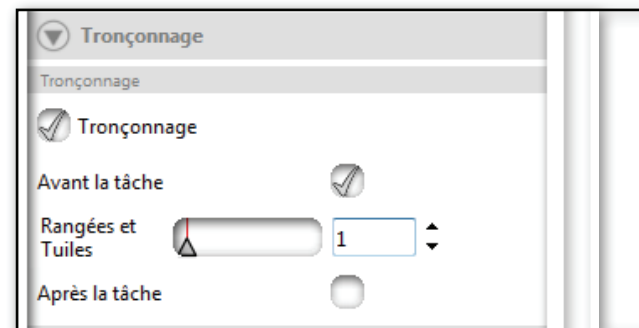 Tronçonnage
Tronçonnage
Tronçonnage
Avant la tâche
Rangées et
Tuiles
1
Après la tâche